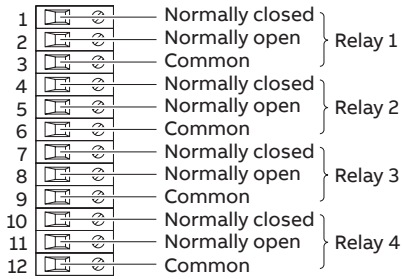 1 Normally closed
2 Normally open Relay 1
3 Common
4 Normally closed
5 Normally open Relay 2
6 Common
7 Normally closed
8 Normally open Relay 3
9 Common
10 Normally closed
11 Normally open Relay 4
12 Common